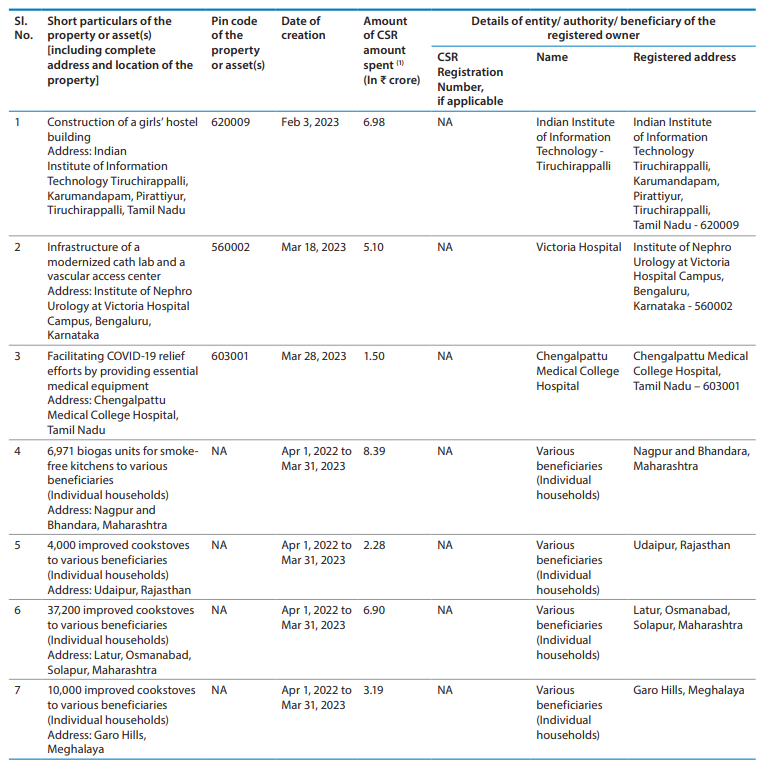 Sl. No.
Short particulars of the property or asset(s) [including complete address and location of the property]
Pin code of the property or asset(s)
Date of creation
Amount of CSR amount spent (1) (In ₹ crore)
Details of entity/ authority/ beneficiary of the registered owner
CSR Registration Number, if applicable
Name
Registered address
1
Construction of a girls’ hostel
building
Address: Indian
Institute of Information
Technology Tiruchirappalli,
Karumandapam, Pirattiyur,
Tiruchirappalli, Tamil Nadu
620009
Feb 3, 2023
6.98
NA
Indian Institute
of Information
Technology -
Tiruchirappalli
Indian Institute
of Information
Technology
Tiruchirappalli,
Karumandapam,
Pirattiyur,
Tiruchirappalli,
Tamil Nadu - 620009
2
Infrastructure of a
modernized cath lab and a
vascular access center
Address: Institute of Nephro
Urology at Victoria Hospital
Campus, Bengaluru,
Karnataka
560002
Mar 18, 2023
5.10
NA
Victoria Hospital
Institute of Nephro
Urology at Victoria
Hospital Campus,
Bengaluru,
Karnataka - 560002
3
Facilitating COVID-19 relief
efforts by providing essential
medical equipment
Address: Chengalpattu
Medical College Hospital,
Tamil Nadu
603001
Mar 28, 2023
1.50
NA
Chengalpattu
Medical College
Hospital
Chengalpattu Medical
College Hospital,
Tamil Nadu – 603001
4
6,971 biogas units for smoke-
free kitchens to various
beneficiaries
(Individual households)
Address: Nagpur and
Bhandara, Maharashtra
NA
Apr 1, 2022 to
Mar 31, 2023
8.39
NA
Various
beneficiaries
(Individual
households)
Nagpur and Bhandara,
Maharashtra
5
4,000 improved cookstoves
to various beneficiaries
(Individual households)
Address: Udaipur, Rajasthan
NA
Apr 1, 2022 to
Mar 31, 2023
2.28
NA
Various
beneficiaries
(Individual
households)
Udaipur, Rajasthan
6
37,200 improved cookstoves
to various beneficiaries
(Individual households)
Address: Latur, Osmanabad,
Solapur, Maharashtra
NA
Apr 1, 2022 to
Mar 31, 2023
6.90
NA
Various
beneficiaries
(Individual
households)
Latur, Osmanabad,
Solapur, Maharashtra
7
10,000 improved cookstoves
to various beneficiaries
(Individual households)
Address: Garo Hills,
Meghalaya
NA
Apr 1, 2022 to
Mar 31, 2023
3.19
NA
Various
beneficiaries
(Individual
households)
Garo Hills, Meghalaya